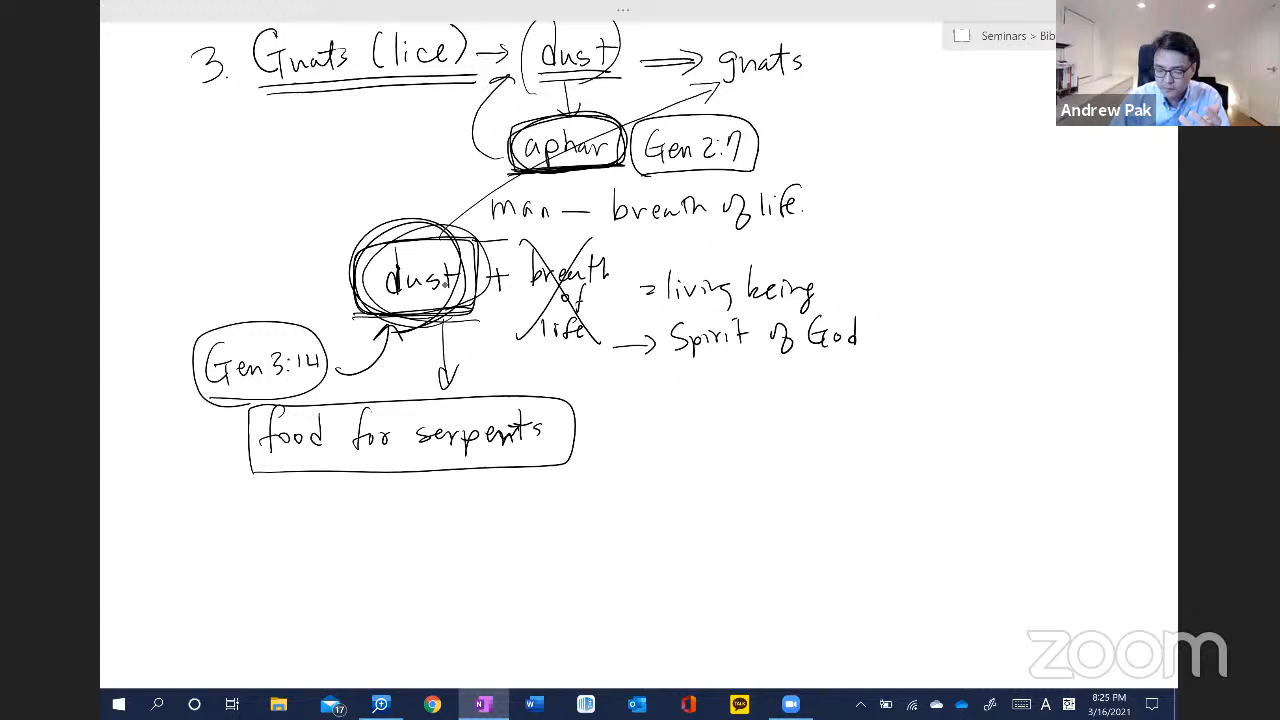 Seminars > Bib
Andrew Pak
3. Gnats (lice) → (dust) ⟹ gnats
aphar Gen 2:7
man — breath of life.
dust + breath of life = living being
→ Spirit of God
Gen 3:14
food for serpents
zoom
17
TALK
A
8:25 PM
3/16/2021